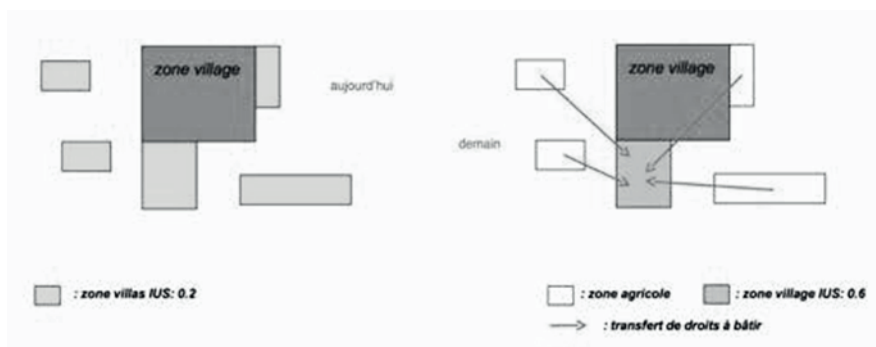 zone village
aujourd'hui
zone village
demain
: zone villas IUS: 0.2
: zone agricole
: zone village IUS: 0.6
: transfert de droits à bâtir